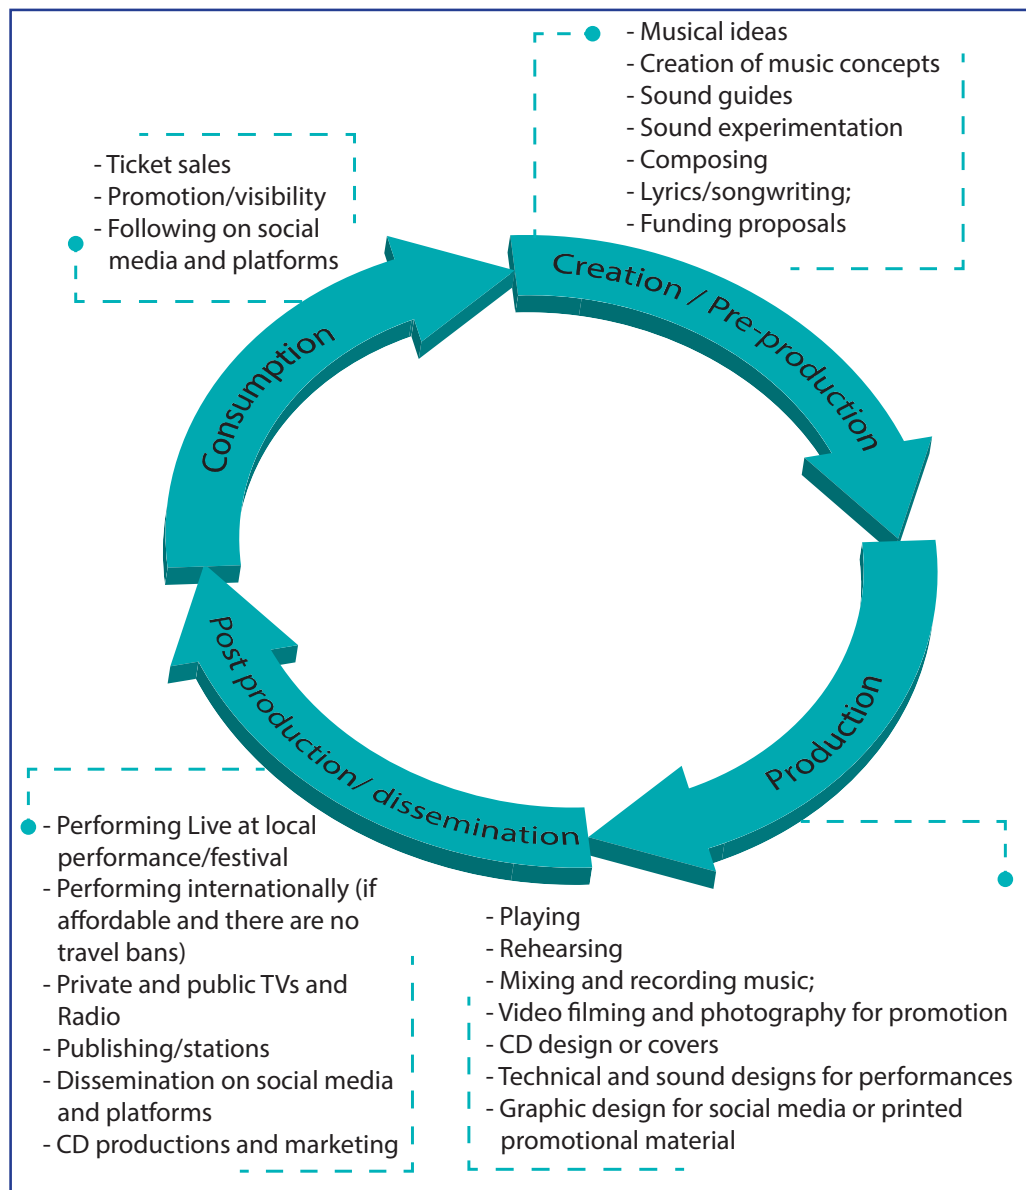 - Musical ideas
- Creation of music concepts
- Sound guides
- Sound experimentation
- Composing
- Lyrics/songwriting;
- Funding proposals
Creation / Pre-production
Production
- Playing
- Rehearsing
- Mixing and recording music;
- Video filming and photography for promotion
- CD design or covers
- Technical and sound designs for performances
- Graphic design for social media or printed
promotional material
Post production/ dissemination
- Performing Live at local
performance/festival
- Performing internationally (if
affordable and there are no
travel bans)
- Private and public TVs and
Radio
- Publishing/stations
- Dissemination on social media
and platforms
- CD productions and marketing
Consumption
- Ticket sales
- Promotion/visibility
- Following on social
media and platforms